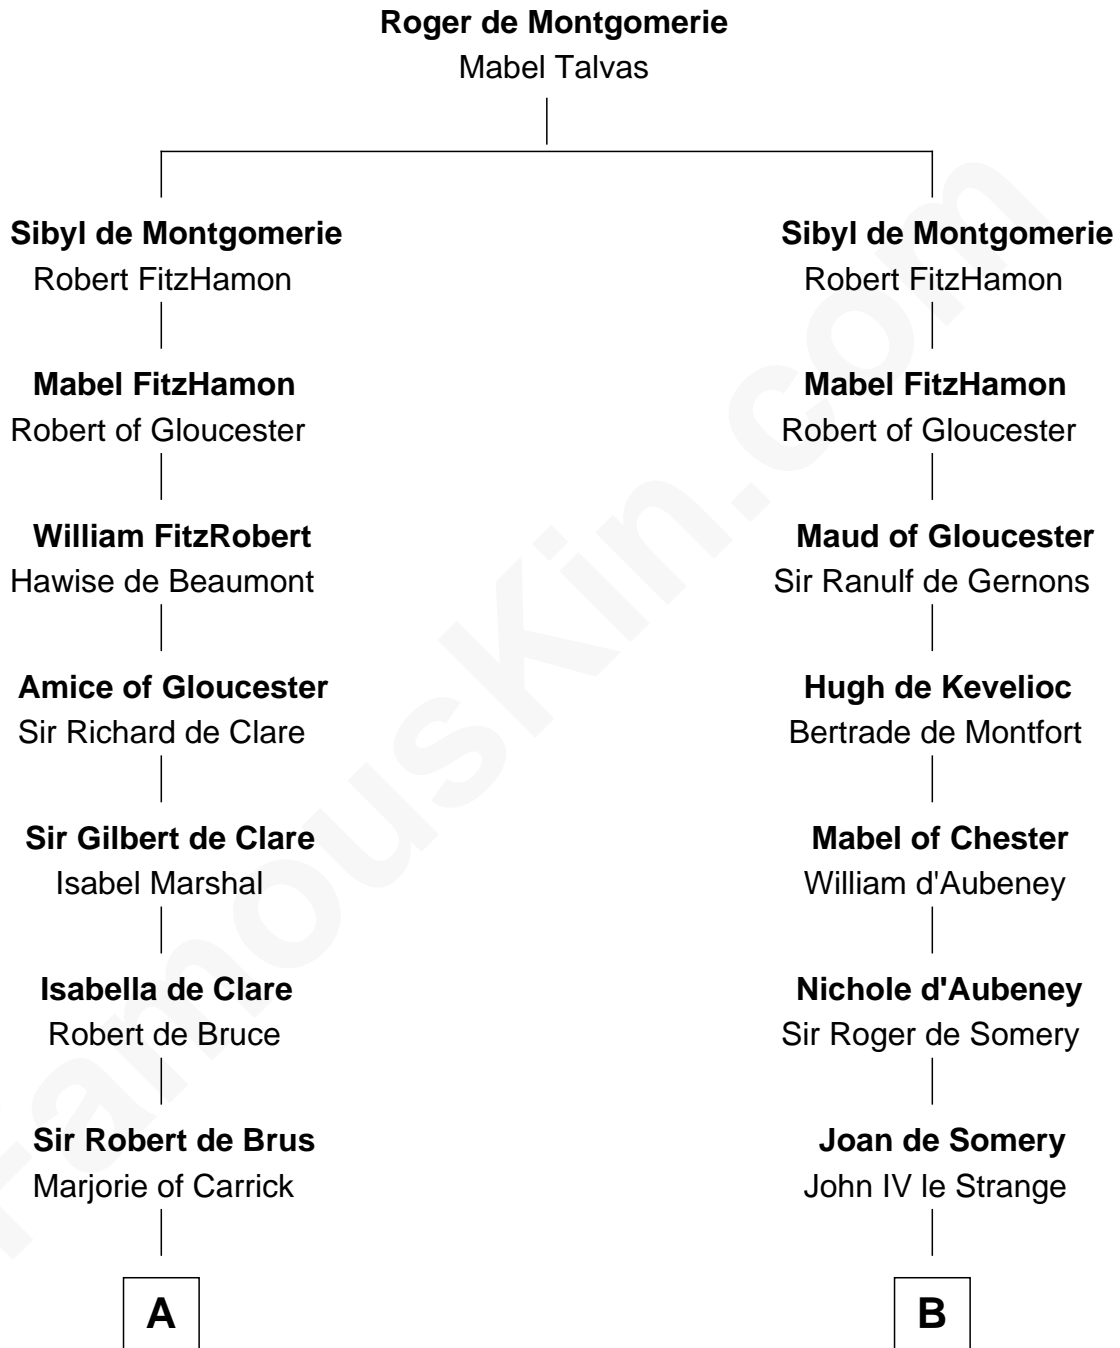 Roger de Montgomerie
Mabel Talvas
Sibyl de Montgomerie
Robert FitzHamon
Mabel FitzHamon
Robert of Gloucester
William FitzRobert
Hawise de Beaumont
Amice of Gloucester
Sir Richard de Clare
Sir Gilbert de Clare
Isabel Marshal
Isabella de Clare
Robert de Bruce
Sir Robert de Brus
Marjorie of Carrick
A
Sibyl de Montgomerie
Robert FitzHamon
Mabel FitzHamon
Robert of Gloucester
Maud of Gloucester
Sir Ranulf de Gernons
Hugh de Kevelioc
Bertrade de Montfort
Mabel of Chester
William d'Aubeney
Nichole d'Aubeney
Sir Roger de Somery
Joan de Somery
John IV le Strange
B
FamousKin.com